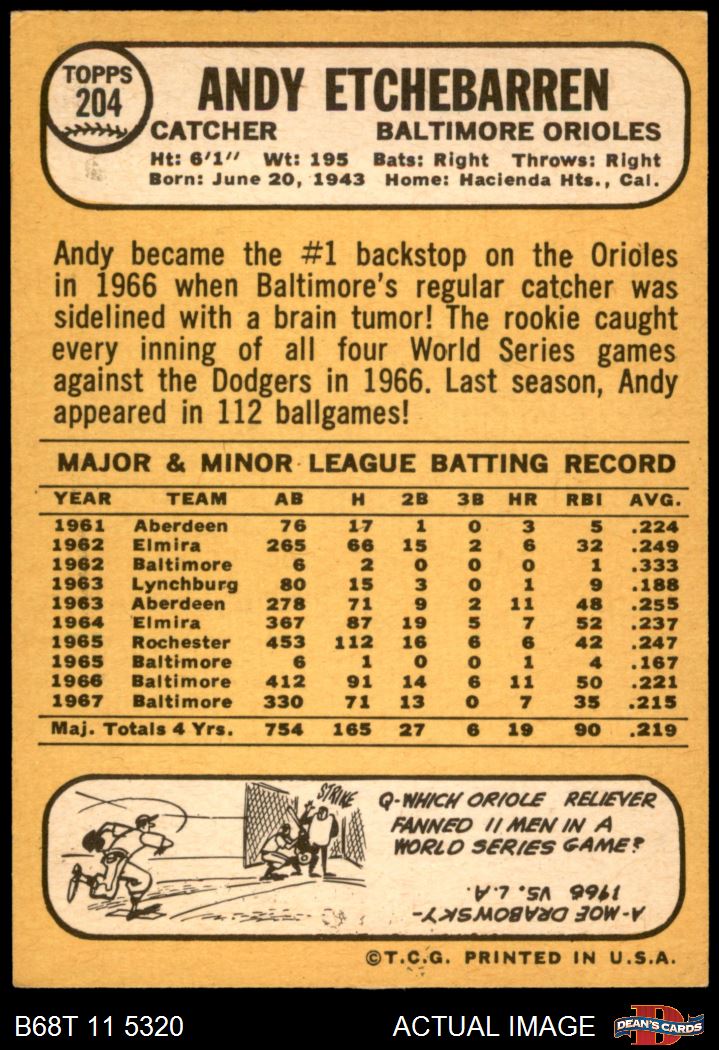 TOPPS
204
ANDY ETCHEBARREN
CATCHER BALTIMORE ORIOLES
Ht: 6'1" Wt: 195 Bats: Right Throws: Right
Born: June 20, 1943 Home: Hacienda Hts., Cal.
Andy became the #1 backstop on the Orioles
in 1966 when Baltimore's regular catcher was
sidelined with a brain tumor! The rookie caught
every inning of all four World Series games
against the Dodgers in 1966. Last season, Andy
appeared in 112 ballgames!
MAJOR & MINOR LEAGUE BATTING RECORD
YEAR TEAM AB H 2B 3B HR RBI AVG.
1961 Aberdeen 76 17 1 0 3 5 .224
1962 Elmira 265 66 15 2 6 32 .249
1962 Baltimore 6 2 0 0 0 1 .333
1963 Lynchburg 80 15 3 0 1 9 .188
1963 Aberdeen 278 71 9 2 11 48 .255
1964 Elmira 367 87 19 5 7 52 .237
1965 Rochester 453 112 16 6 6 42 .247
1965 Baltimore 6 1 0 0 1 4 .167
1966 Baltimore 412 91 14 6 11 50 .221
1967 Baltimore 330 71 13 0 7 35 .215
Maj. Totals 4 Yrs. 754 165 27 6 19 90 .219
STRIKE
Q-WHICH ORIOLE RELIEVER
FANNED 11 MEN IN A
WORLD SERIES GAME?
A-MOE DRABOWSKY-
1966 VS. L.A.
©T.C.G. PRINTED IN U.S.A.
B68T 11 5320 ACTUAL IMAGE
D
DEAN'S CARDS